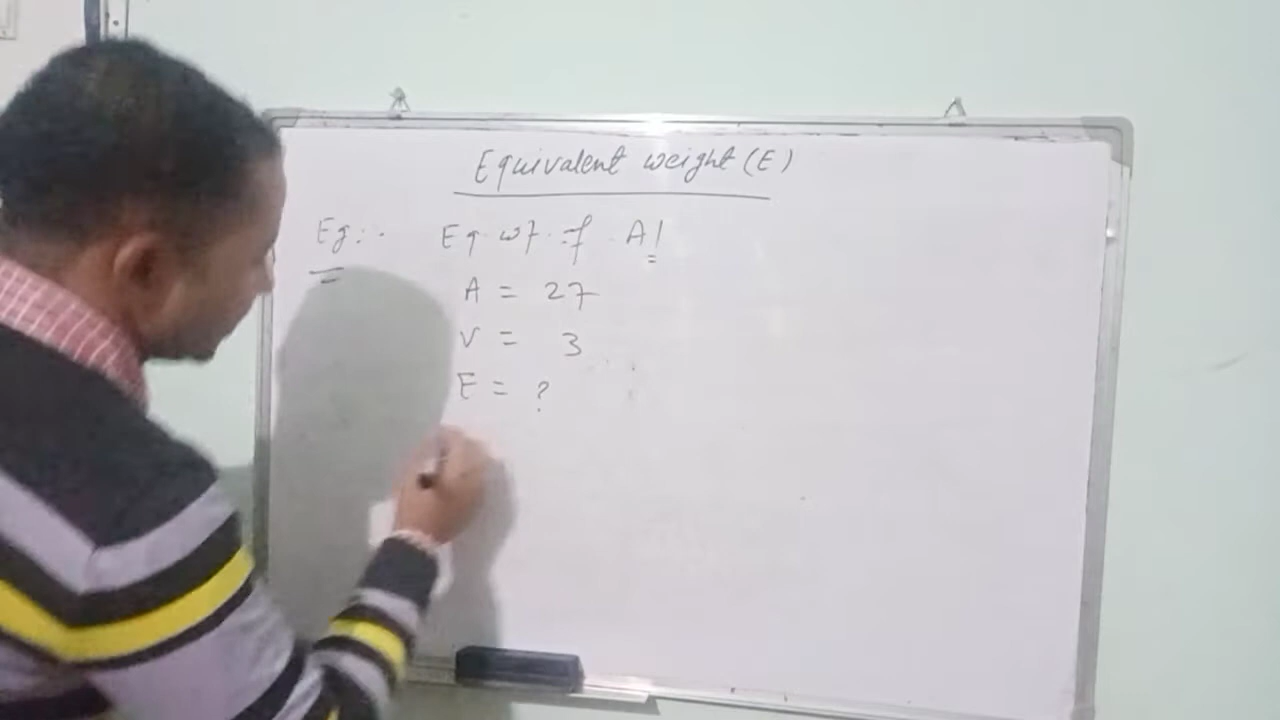 Equivalent weight (E)
Eg:- Eq. wt. of Al
A = 27
V = 3
E = ?